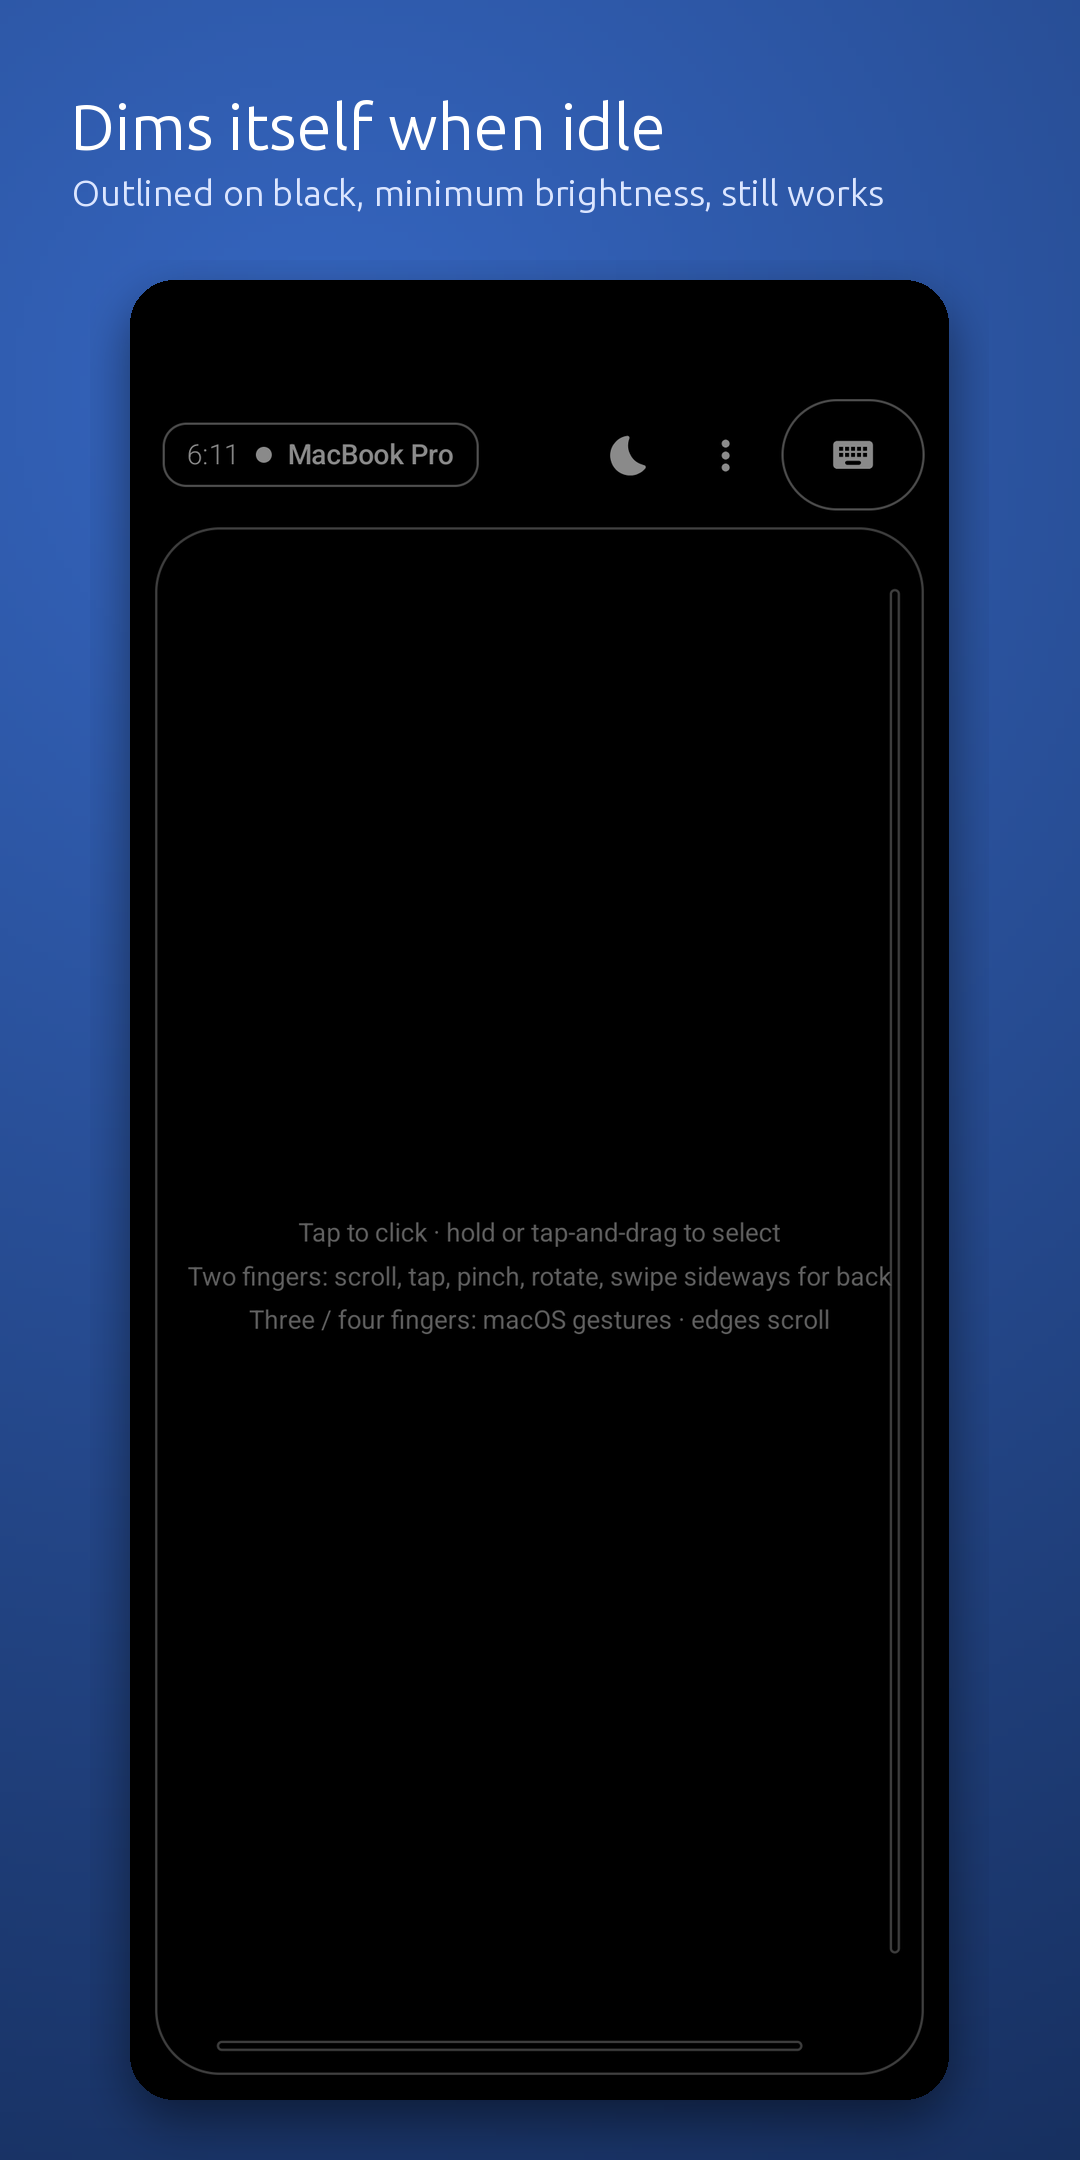 Dims itself when idle
Outlined on black, minimum brightness, still works
6:11 ● MacBook Pro
Tap to click · hold or tap-and-drag to select
Two fingers: scroll, tap, pinch, rotate, swipe sideways for back
Three / four fingers: macOS gestures · edges scroll